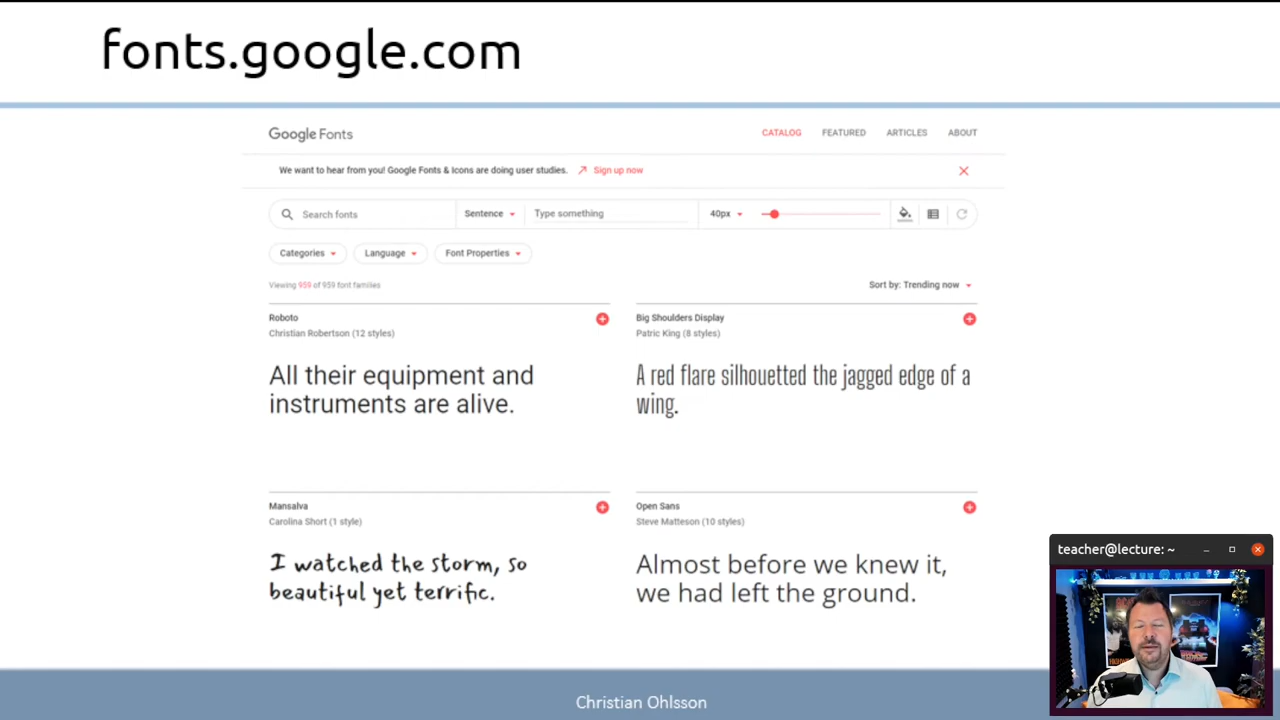 fonts.google.com
Google Fonts
CATALOG FEATURED ARTICLES ABOUT
We want to hear from you! Google Fonts & Icons are doing user studies. Sign up now
Search fonts Sentence Type something 40px
Categories Language Font Properties
Viewing 959 of 959 font families Sort by: Trending now
Roboto
Christian Robertson (12 styles)
All their equipment and
instruments are alive.
Big Shoulders Display
Patric King (8 styles)
A red flare silhouetted the jagged edge of a
wing.
Mansalva
Carolina Short (1 style)
I watched the storm, so
beautiful yet terrific.
Open Sans
Steve Matteson (10 styles)
Almost before we knew it,
we had left the ground.
teacher@lecture: ~
Christian Ohlsson